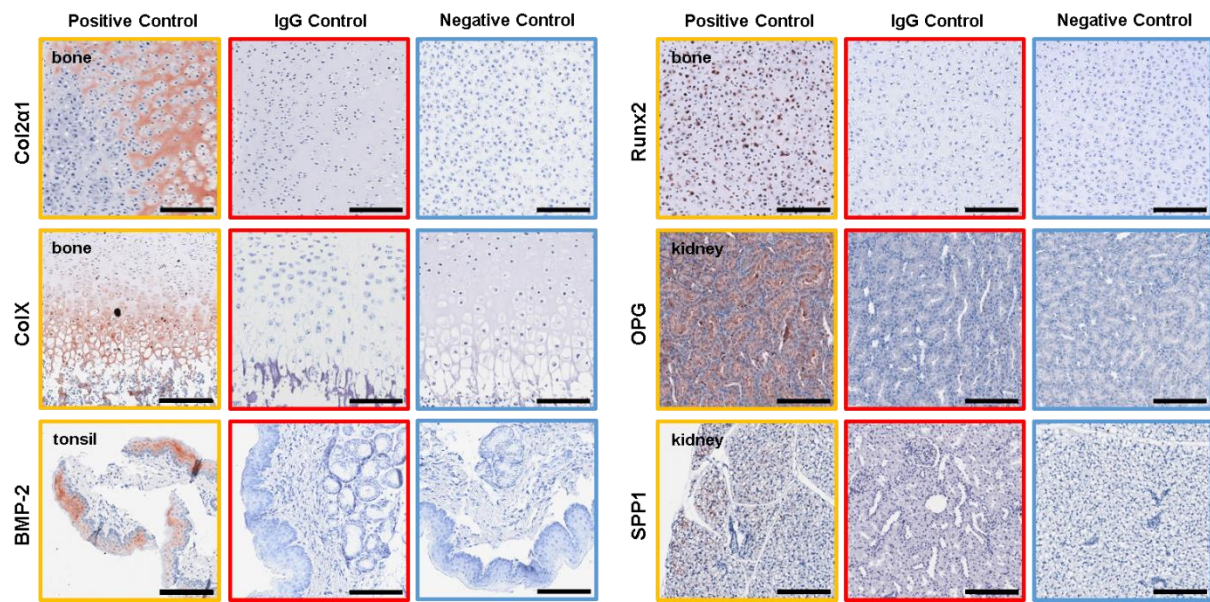 Positive Control IgG Control Negative Control Positive Control IgG Control Negative Control
Col2α1 bone Runx2 bone
ColX bone OPG kidney
BMP-2 tonsil SPP1 kidney